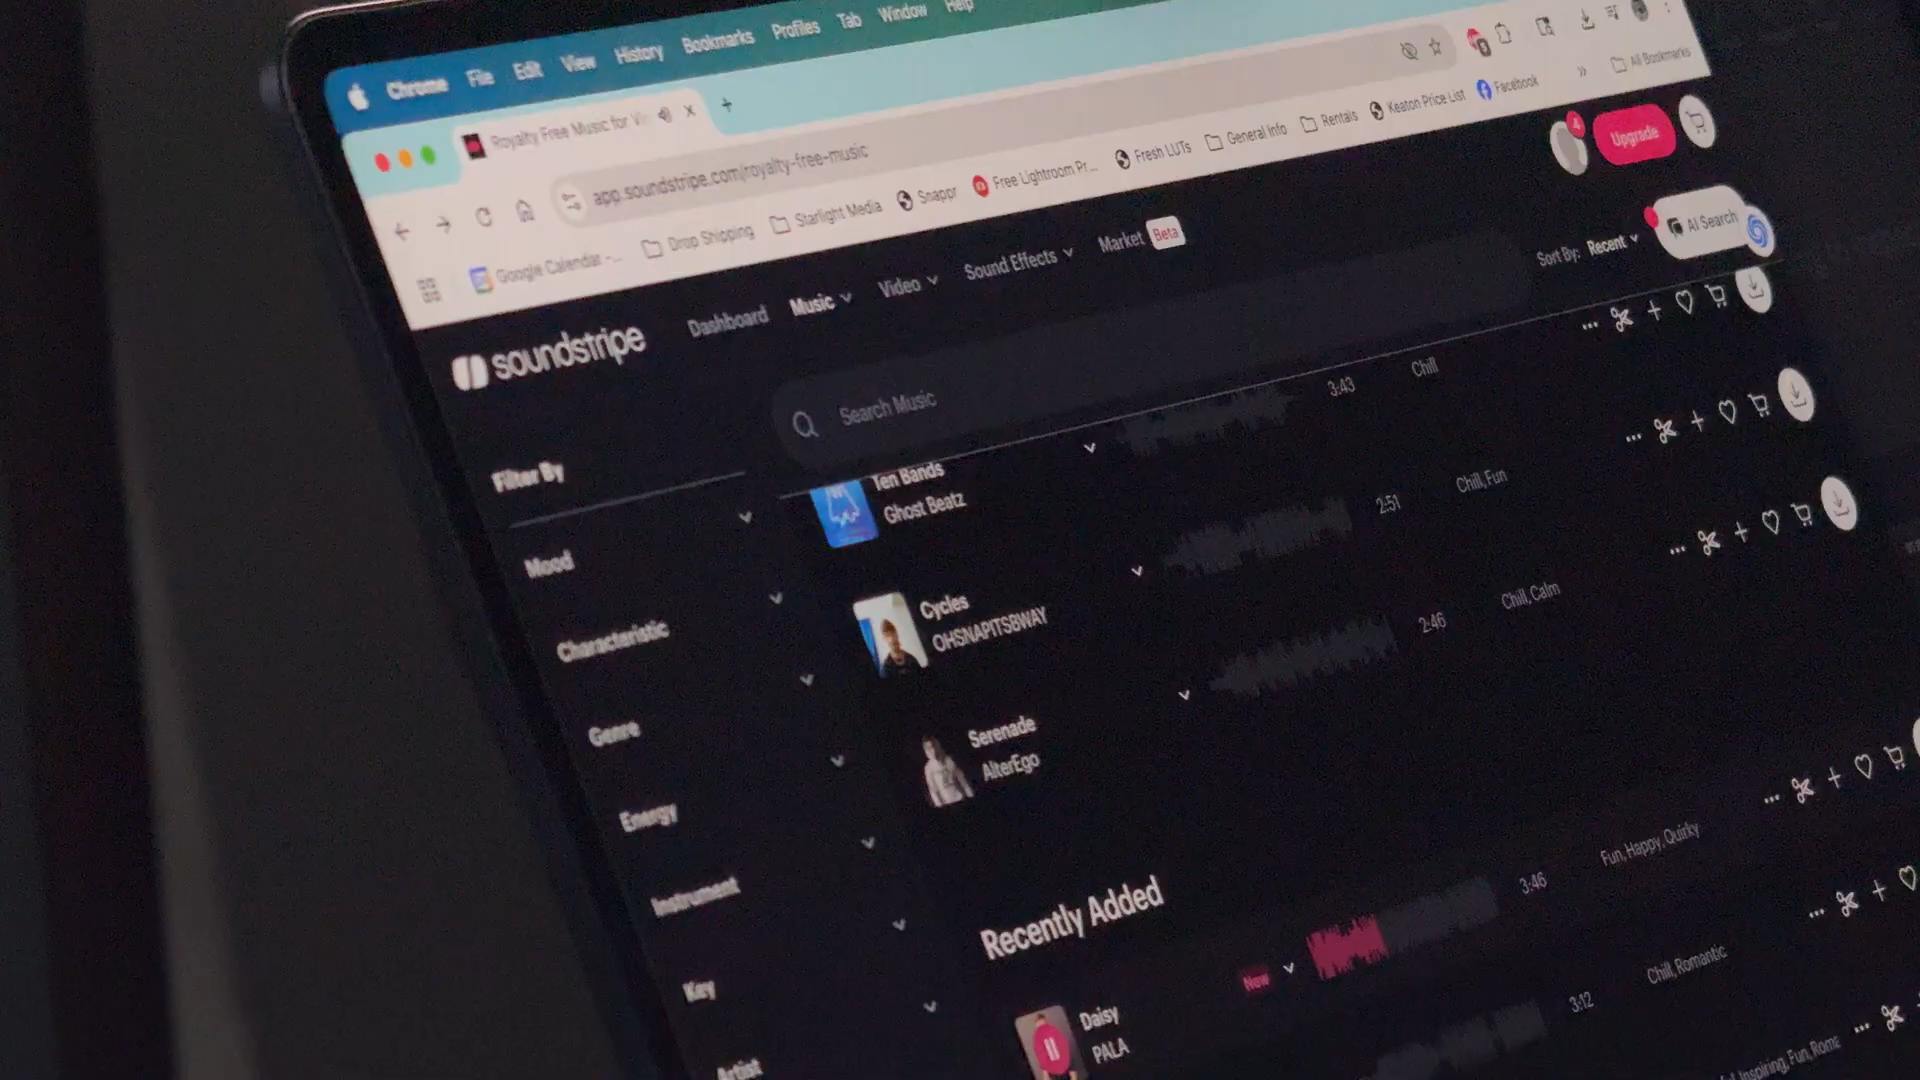 Chrome File Edit View History Bookmarks Profiles Tab Window Help
Royalty Free Music for Vi
app.soundstripe.com/royalty-free-music
Google Calendar -... Drop Shipping Starlight Media Snappr Free Lightroom Pr... Fresh LUTs General Info Rentals Keaton Price List Facebook All Bookmarks
soundstripe Dashboard Music Video Sound Effects Market Beta
4 Upgrade
Search Music
Sort By: Recent AI Search
Filter By
Mood
Characteristic
Genre
Energy
Instrument
Key
Artist
Ten Bands
Ghost Beatz
3:43 Chill
Cycles
OHSNAPITSBWAY
2:51 Chill, Fun
Serenade
AlterEgo
2:46 Chill, Calm
Recently Added
Daisy
PALA
New 3:46 Fun, Happy, Quirky
3:12 Chill, Romantic
Inspiring, Fun, Roma